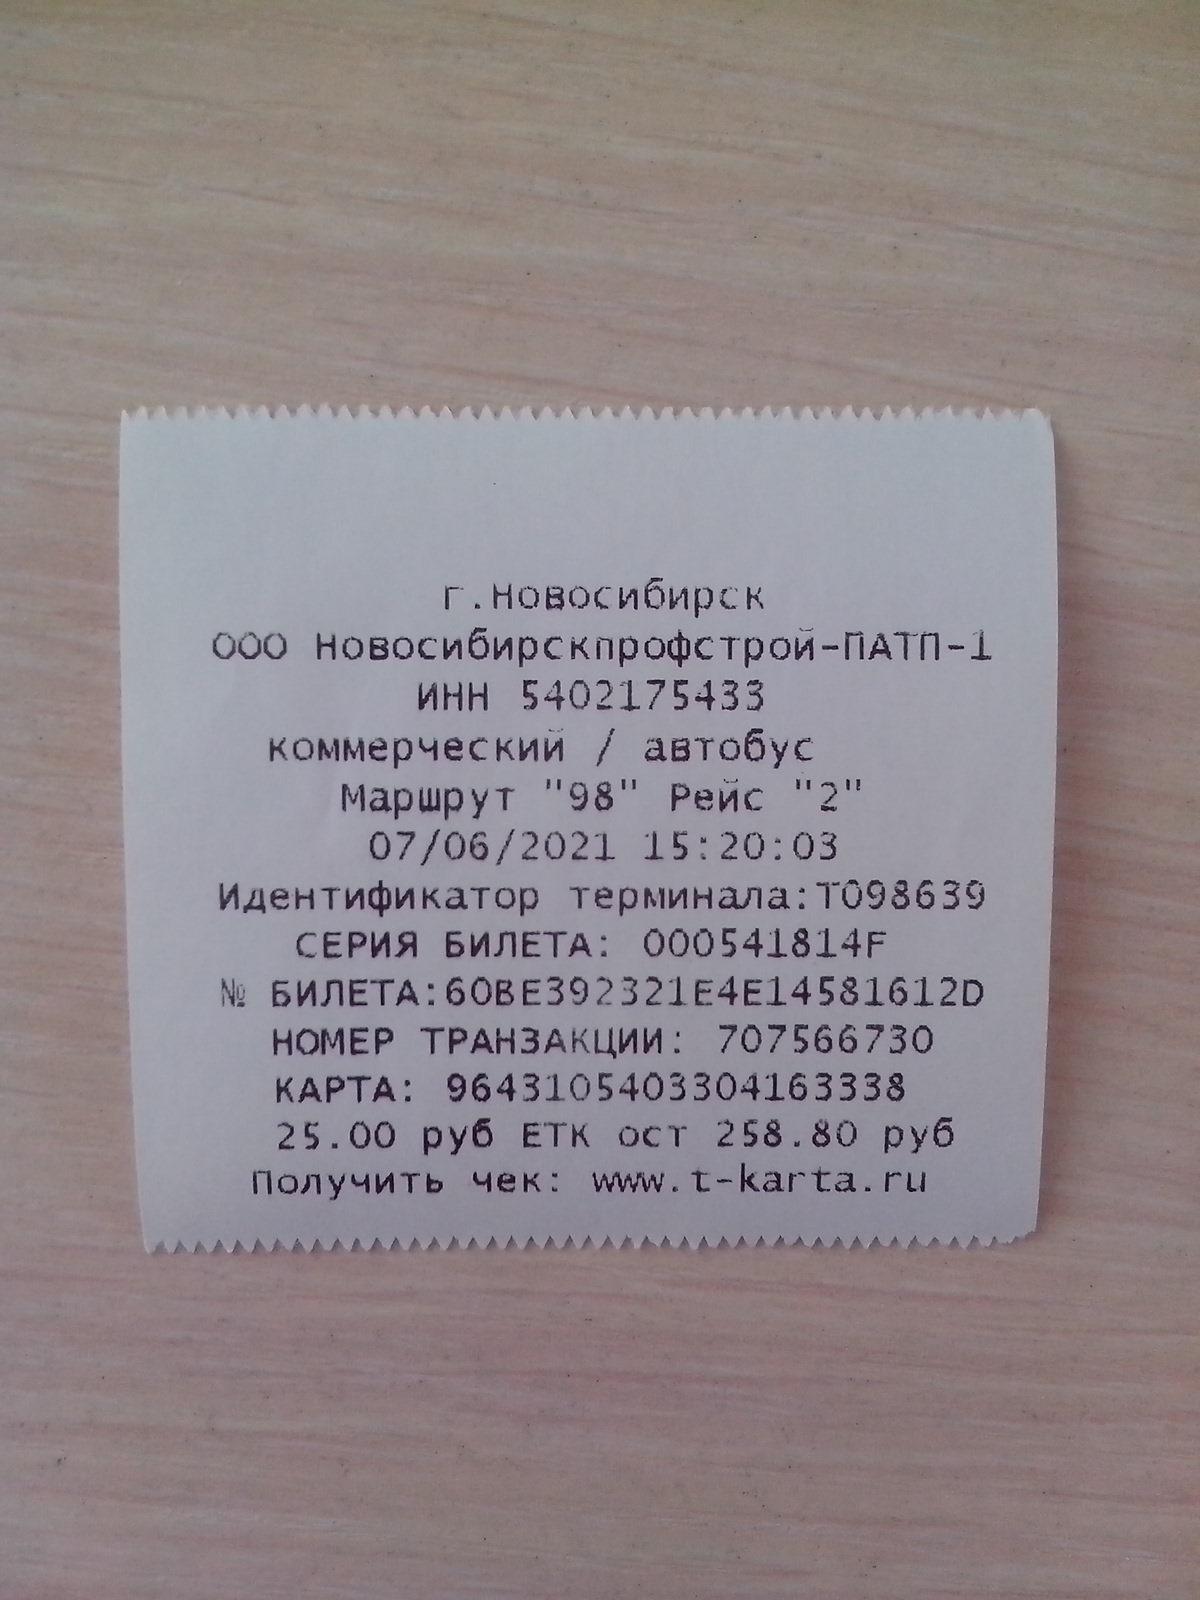 г.Новосибирск
ООО Новосибирскпрофстрой-ПАТП-1
ИНН 5402175433
коммерческий / автобус
Маршрут "98" Рейс "2"
07/06/2021 15:20:03
Идентификатор терминала:Т098639
СЕРИЯ БИЛЕТА: 000541814F
№ БИЛЕТА:60BE392321E4E14581612D
НОМЕР ТРАНЗАКЦИИ: 707566730
КАРТА: 9643105403304163338
25.00 руб ЕТК ост 258.80 руб
Получить чек: www.t-karta.ru